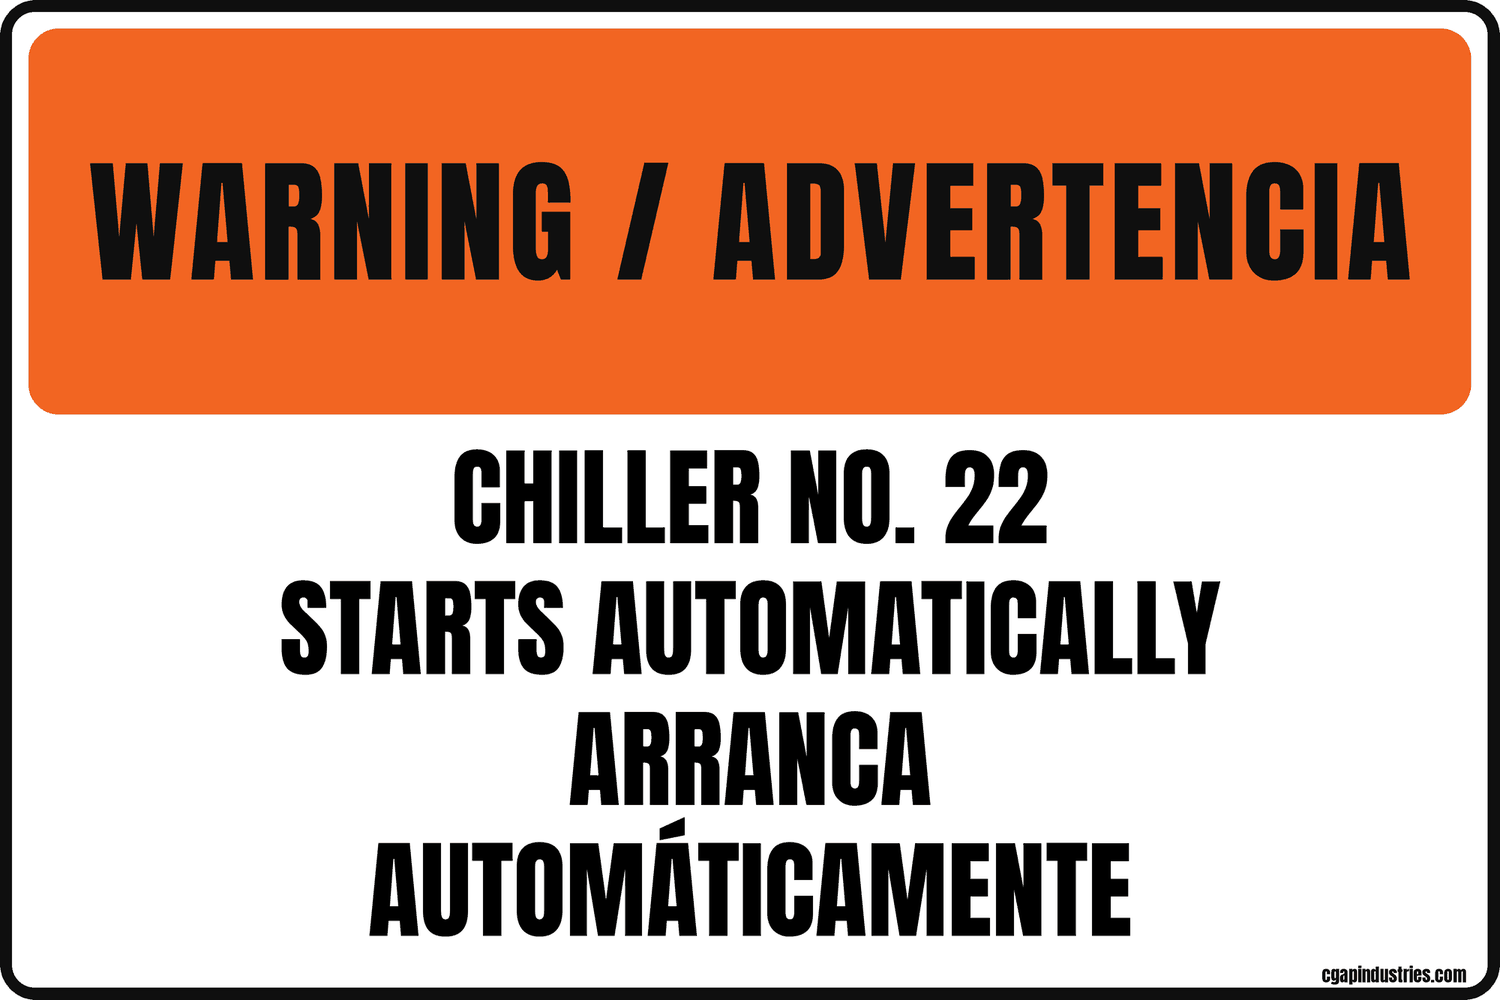 WARNING / ADVERTENCIA
CHILLER NO. 22
STARTS AUTOMATICALLY
ARRANCA
AUTOMÁTICAMENTE
cgapindustries.com